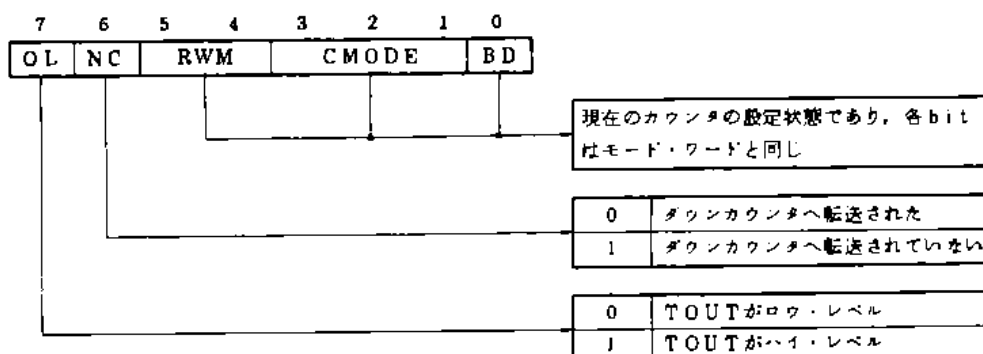 7 6 5 4 3 2 1 0
OL NC RWM CMODE BD
現在のカウンタの設定状態であり，各bit
はモード・ワードと同じ
0 ダウンカウンタへ転送された
1 ダウンカウンタへ転送されていない
0 TOUTがロウ・レベル
1 TOUTがハイ・レベル